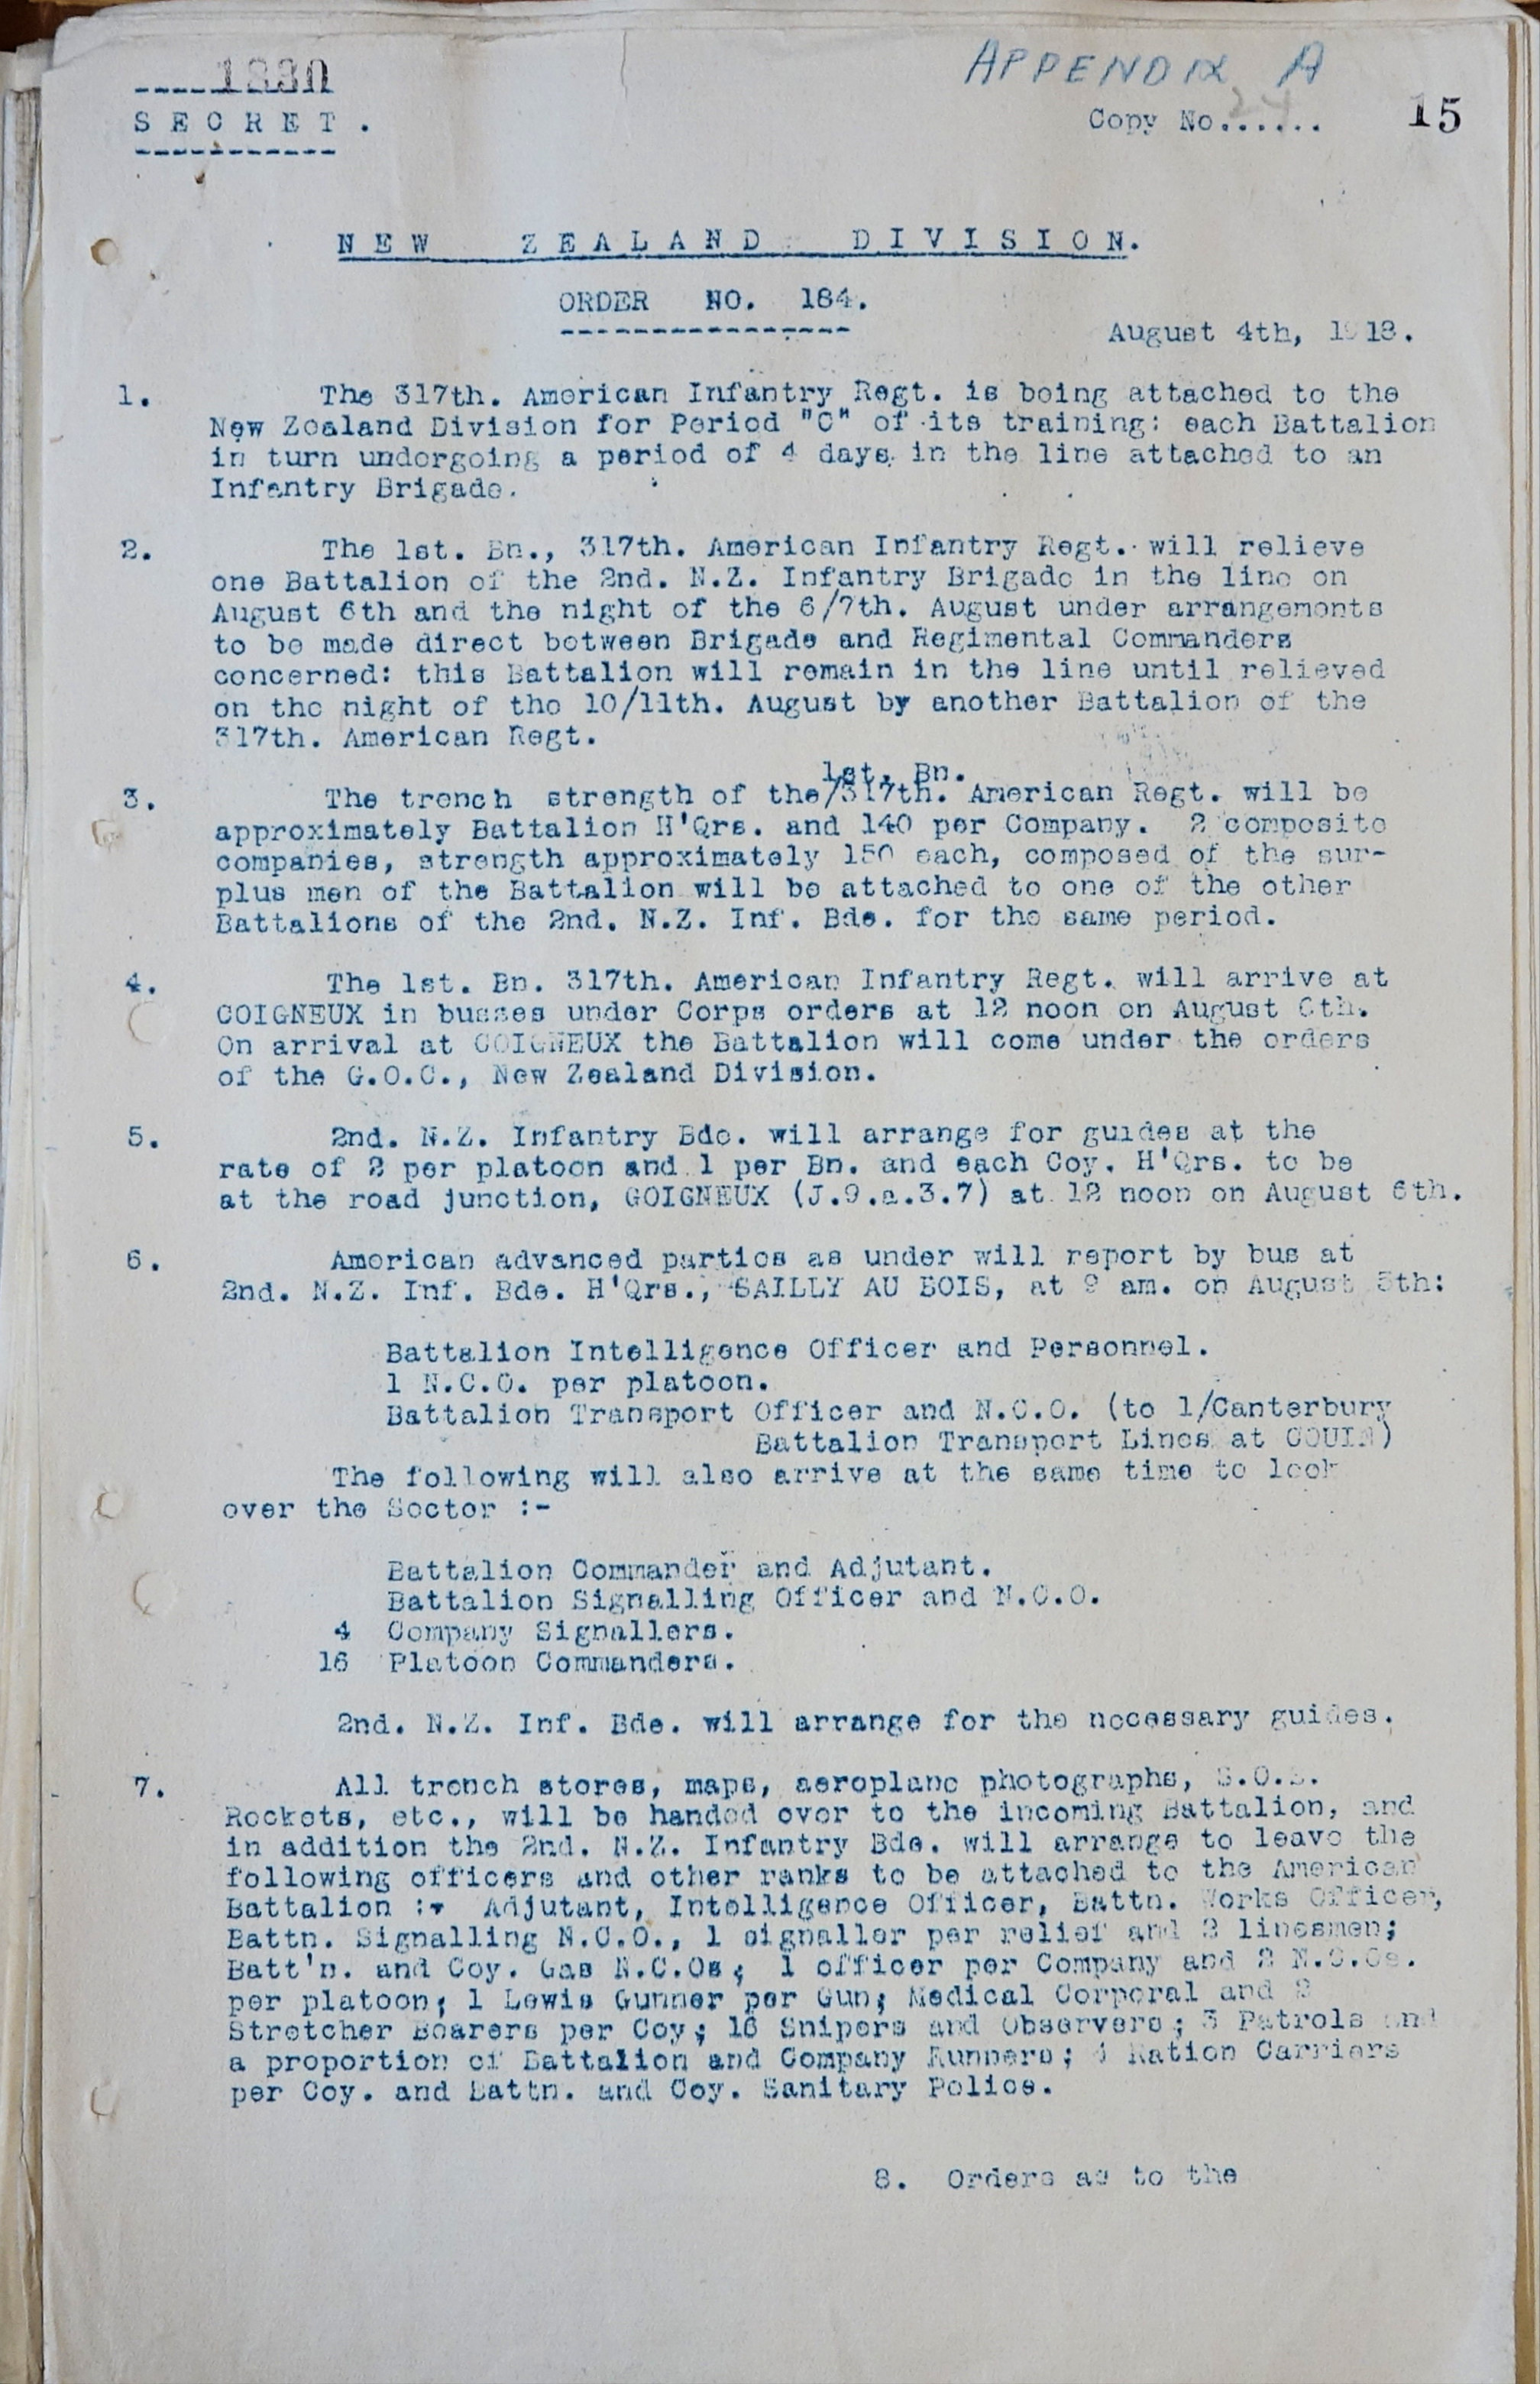 1330
APPENDIX A
SECRET.
Copy No...... 15
NEW ZEALAND DIVISION.
ORDER NO. 184.
August 4th, 1918.
1. The 317th. American Infantry Regt. is being attached to the
New Zealand Division for Period "C" of its training: each Battalion
in turn undergoing a period of 4 days in the line attached to an
Infantry Brigade.
2. The 1st. Bn., 317th. American Infantry Regt. will relieve
one Battalion of the 2nd. N.Z. Infantry Brigade in the line on
August 6th and the night of the 6/7th. August under arrangements
to be made direct between Brigade and Regimental Commanders
concerned: this Battalion will remain in the line until relieved
on the night of the 10/11th. August by another Battalion of the
317th. American Regt.
1st. Bn.
3. The trench strength of the/317th. American Regt. will be
approximately Battalion H'Qrs. and 140 per Company. 2 composite
companies, strength approximately 150 each, composed of the sur-
plus men of the Battalion will be attached to one of the other
Battalions of the 2nd. N.Z. Inf. Bde. for the same period.
4. The 1st. Bn. 317th. American Infantry Regt. will arrive at
COIGNEUX in busses under Corps orders at 12 noon on August 6th.
On arrival at COIGNEUX the Battalion will come under the orders
of the G.O.C., New Zealand Division.
5. 2nd. N.Z. Infantry Bde. will arrange for guides at the
rate of 2 per platoon and 1 per Bn. and each Coy. H'Qrs. to be
at the road junction, COIGNEUX (J.9.a.3.7) at 12 noon on August 6th.
6. American advanced parties as under will report by bus at
2nd. N.Z. Inf. Bde. H'Qrs., SAILLY AU BOIS, at 9 am. on August 5th:
Battalion Intelligence Officer and Personnel.
1 N.C.O. per platoon.
Battalion Transport Officer and N.C.O. (to 1/Canterbury
Battalion Transport Lines at COUIN)
The following will also arrive at the same time to look
over the Sector :-
Battalion Commander and Adjutant.
Battalion Signalling Officer and N.C.O.
4 Company Signallers.
16 Platoon Commanders.
2nd. N.Z. Inf. Bde. will arrange for the necessary guides.
7. All trench stores, maps, aeroplane photographs, S.O.S.
Rockets, etc., will be handed over to the incoming Battalion, and
in addition the 2nd. N.Z. Infantry Bde. will arrange to leave the
following officers and other ranks to be attached to the American
Battalion :- Adjutant, Intelligence Officer, Battn. Works Officer,
Battn. Signalling N.C.O., 1 signaller per relief and 2 linesmen;
Batt'n. and Coy. Gas N.C.Os; 1 officer per Company and 2 N.C.Os.
per platoon; 1 Lewis Gunner per Gun; Medical Corporal and 2
Stretcher Bearers per Coy; 16 Snipers and Observers; 3 Patrols and
a proportion of Battalion and Company Runners; 4 Ration Carriers
per Coy. and Battn. and Coy. Sanitary Police.
8. Orders as to the